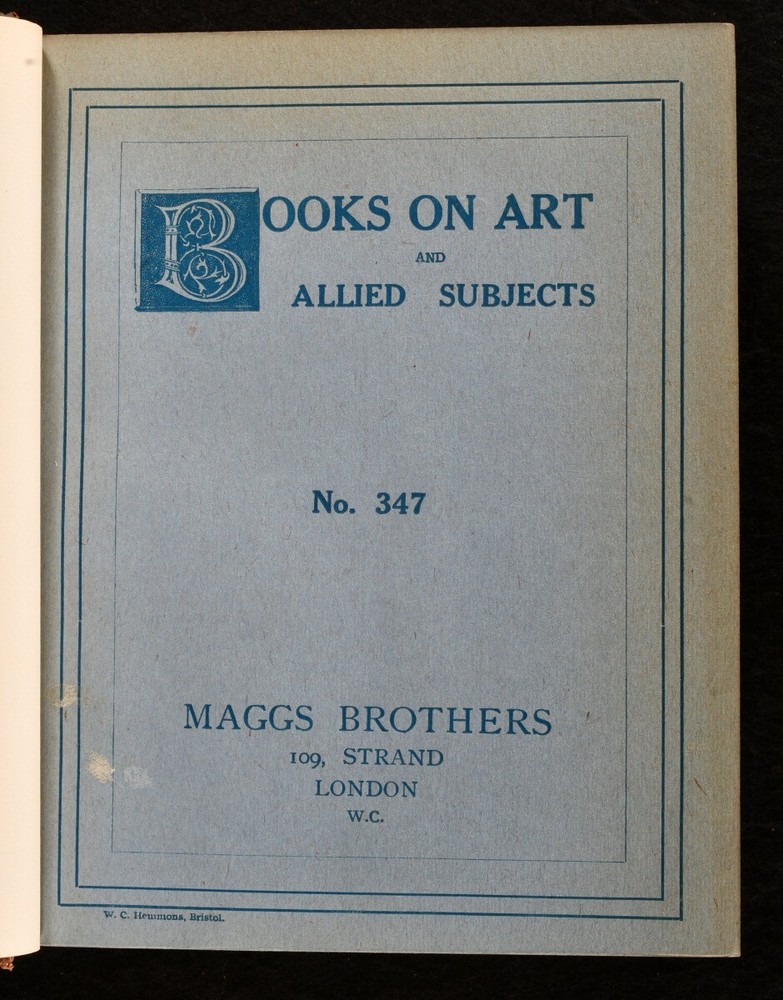 BOOKS ON ART
AND
ALLIED SUBJECTS
No. 347
MAGGS BROTHERS
109, STRAND
LONDON
W.C.
W. C. Hemmons, Bristol.